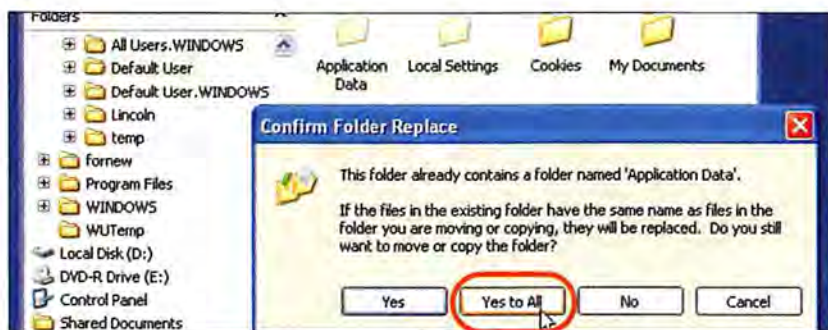 Folders
All Users.WINDOWS
Default User
Default User.WINDOWS
Lincoln
temp
fornew
Program Files
WINDOWS
WUTemp
Local Disk (D:)
DVD-R Drive (E:)
Control Panel
Shared Documents
Application Data
Local Settings
Cookies
My Documents
Confirm Folder Replace
This folder already contains a folder named 'Application Data'.
If the files in the existing folder have the same name as files in the
folder you are moving or copying, they will be replaced. Do you still
want to move or copy the folder?
Yes
Yes to All
No
Cancel